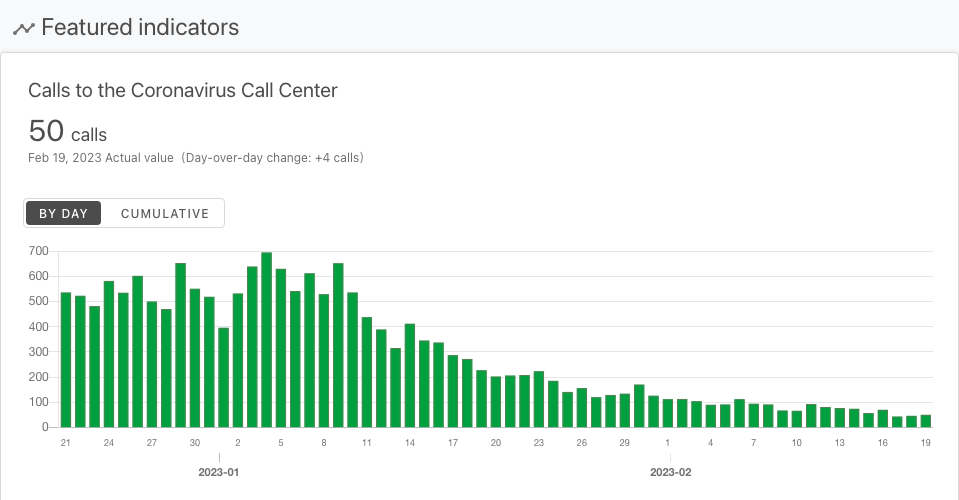 Featured indicators
Calls to the Coronavirus Call Center
50 calls
Feb 19, 2023 Actual value (Day-over-day change: +4 calls)
BY DAY CUMULATIVE
700
600
500
400
300
200
100
0
21 24 27 30 2 5 8 11 14 17 20 23 26 29 1 4 7 10 13 16 19
2023-01 2023-02